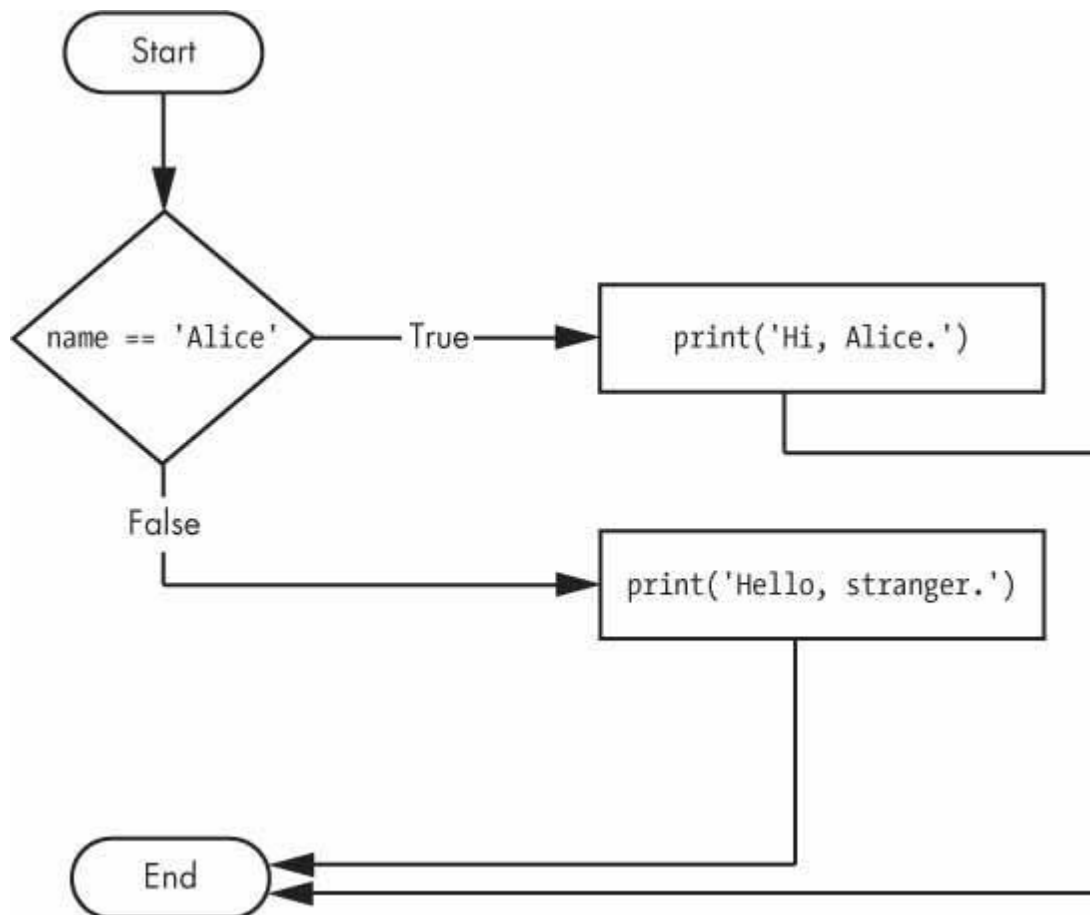 Start
name == 'Alice'
True
print('Hi, Alice.')
False
print('Hello, stranger.')
End